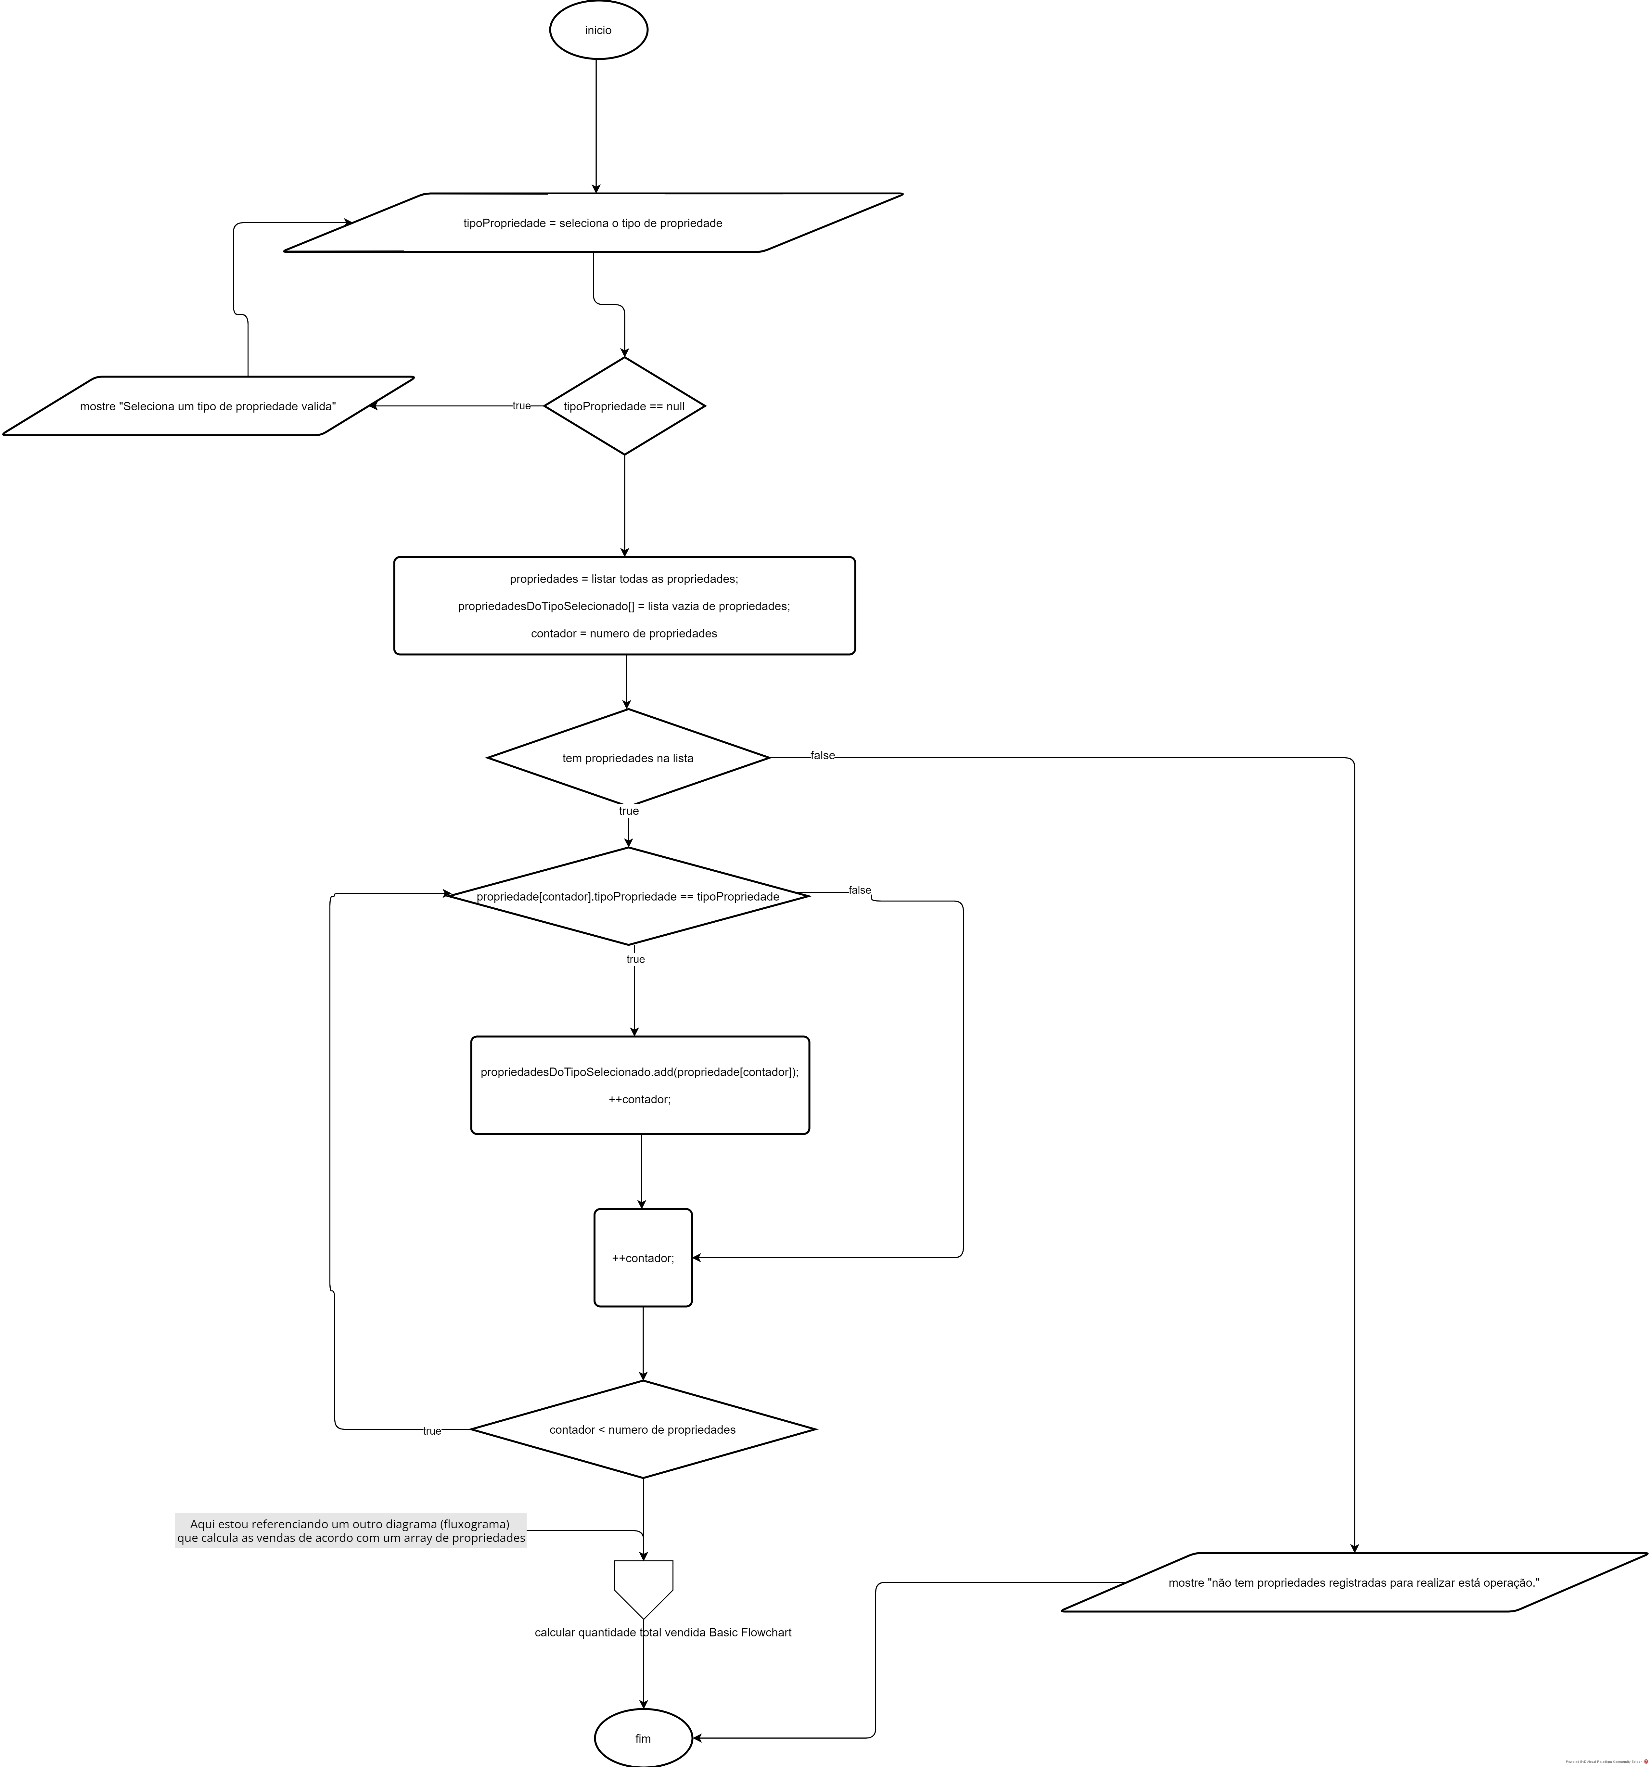 inicio
tipoPropriedade = seleciona o tipo de propriedade
mostre "Seleciona um tipo de propriedade valida"
true
tipoPropriedade == null
propriedades = listar todas as propriedades;
propriedadesDoTipoSelecionado[] = lista vazia de propriedades;
contador = numero de propriedades
tem propriedades na lista
false
true
propriedade[contador].tipoPropriedade == tipoPropriedade
false
true
propriedadesDoTipoSelecionado.add(propriedade[contador]);
++contador;
++contador;
contador < numero de propriedades
true
Aqui estou referenciando um outro diagrama (fluxograma)
que calcula as vendas de acordo com um array de propriedades
mostre "não tem propriedades registradas para realizar está operação."
calcular quantidade total vendida Basic Flowchart
fim